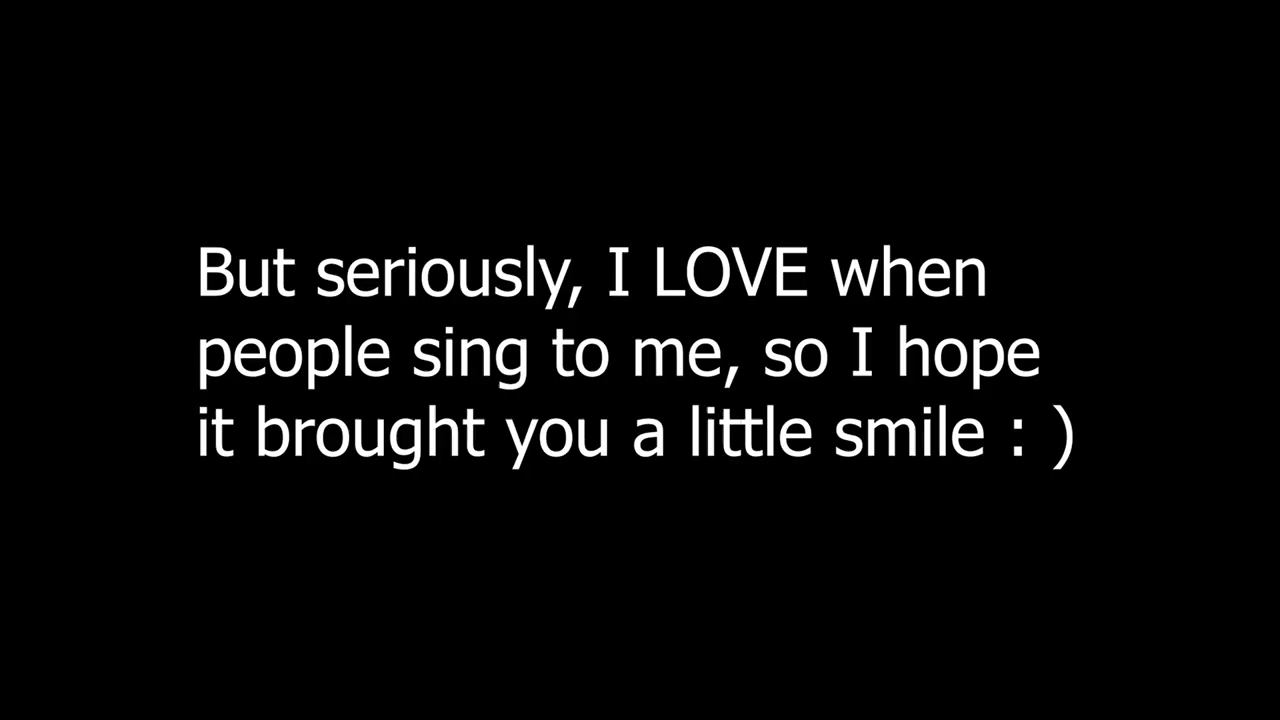 But seriously, I LOVE when
people sing to me, so I hope
it brought you a little smile : )